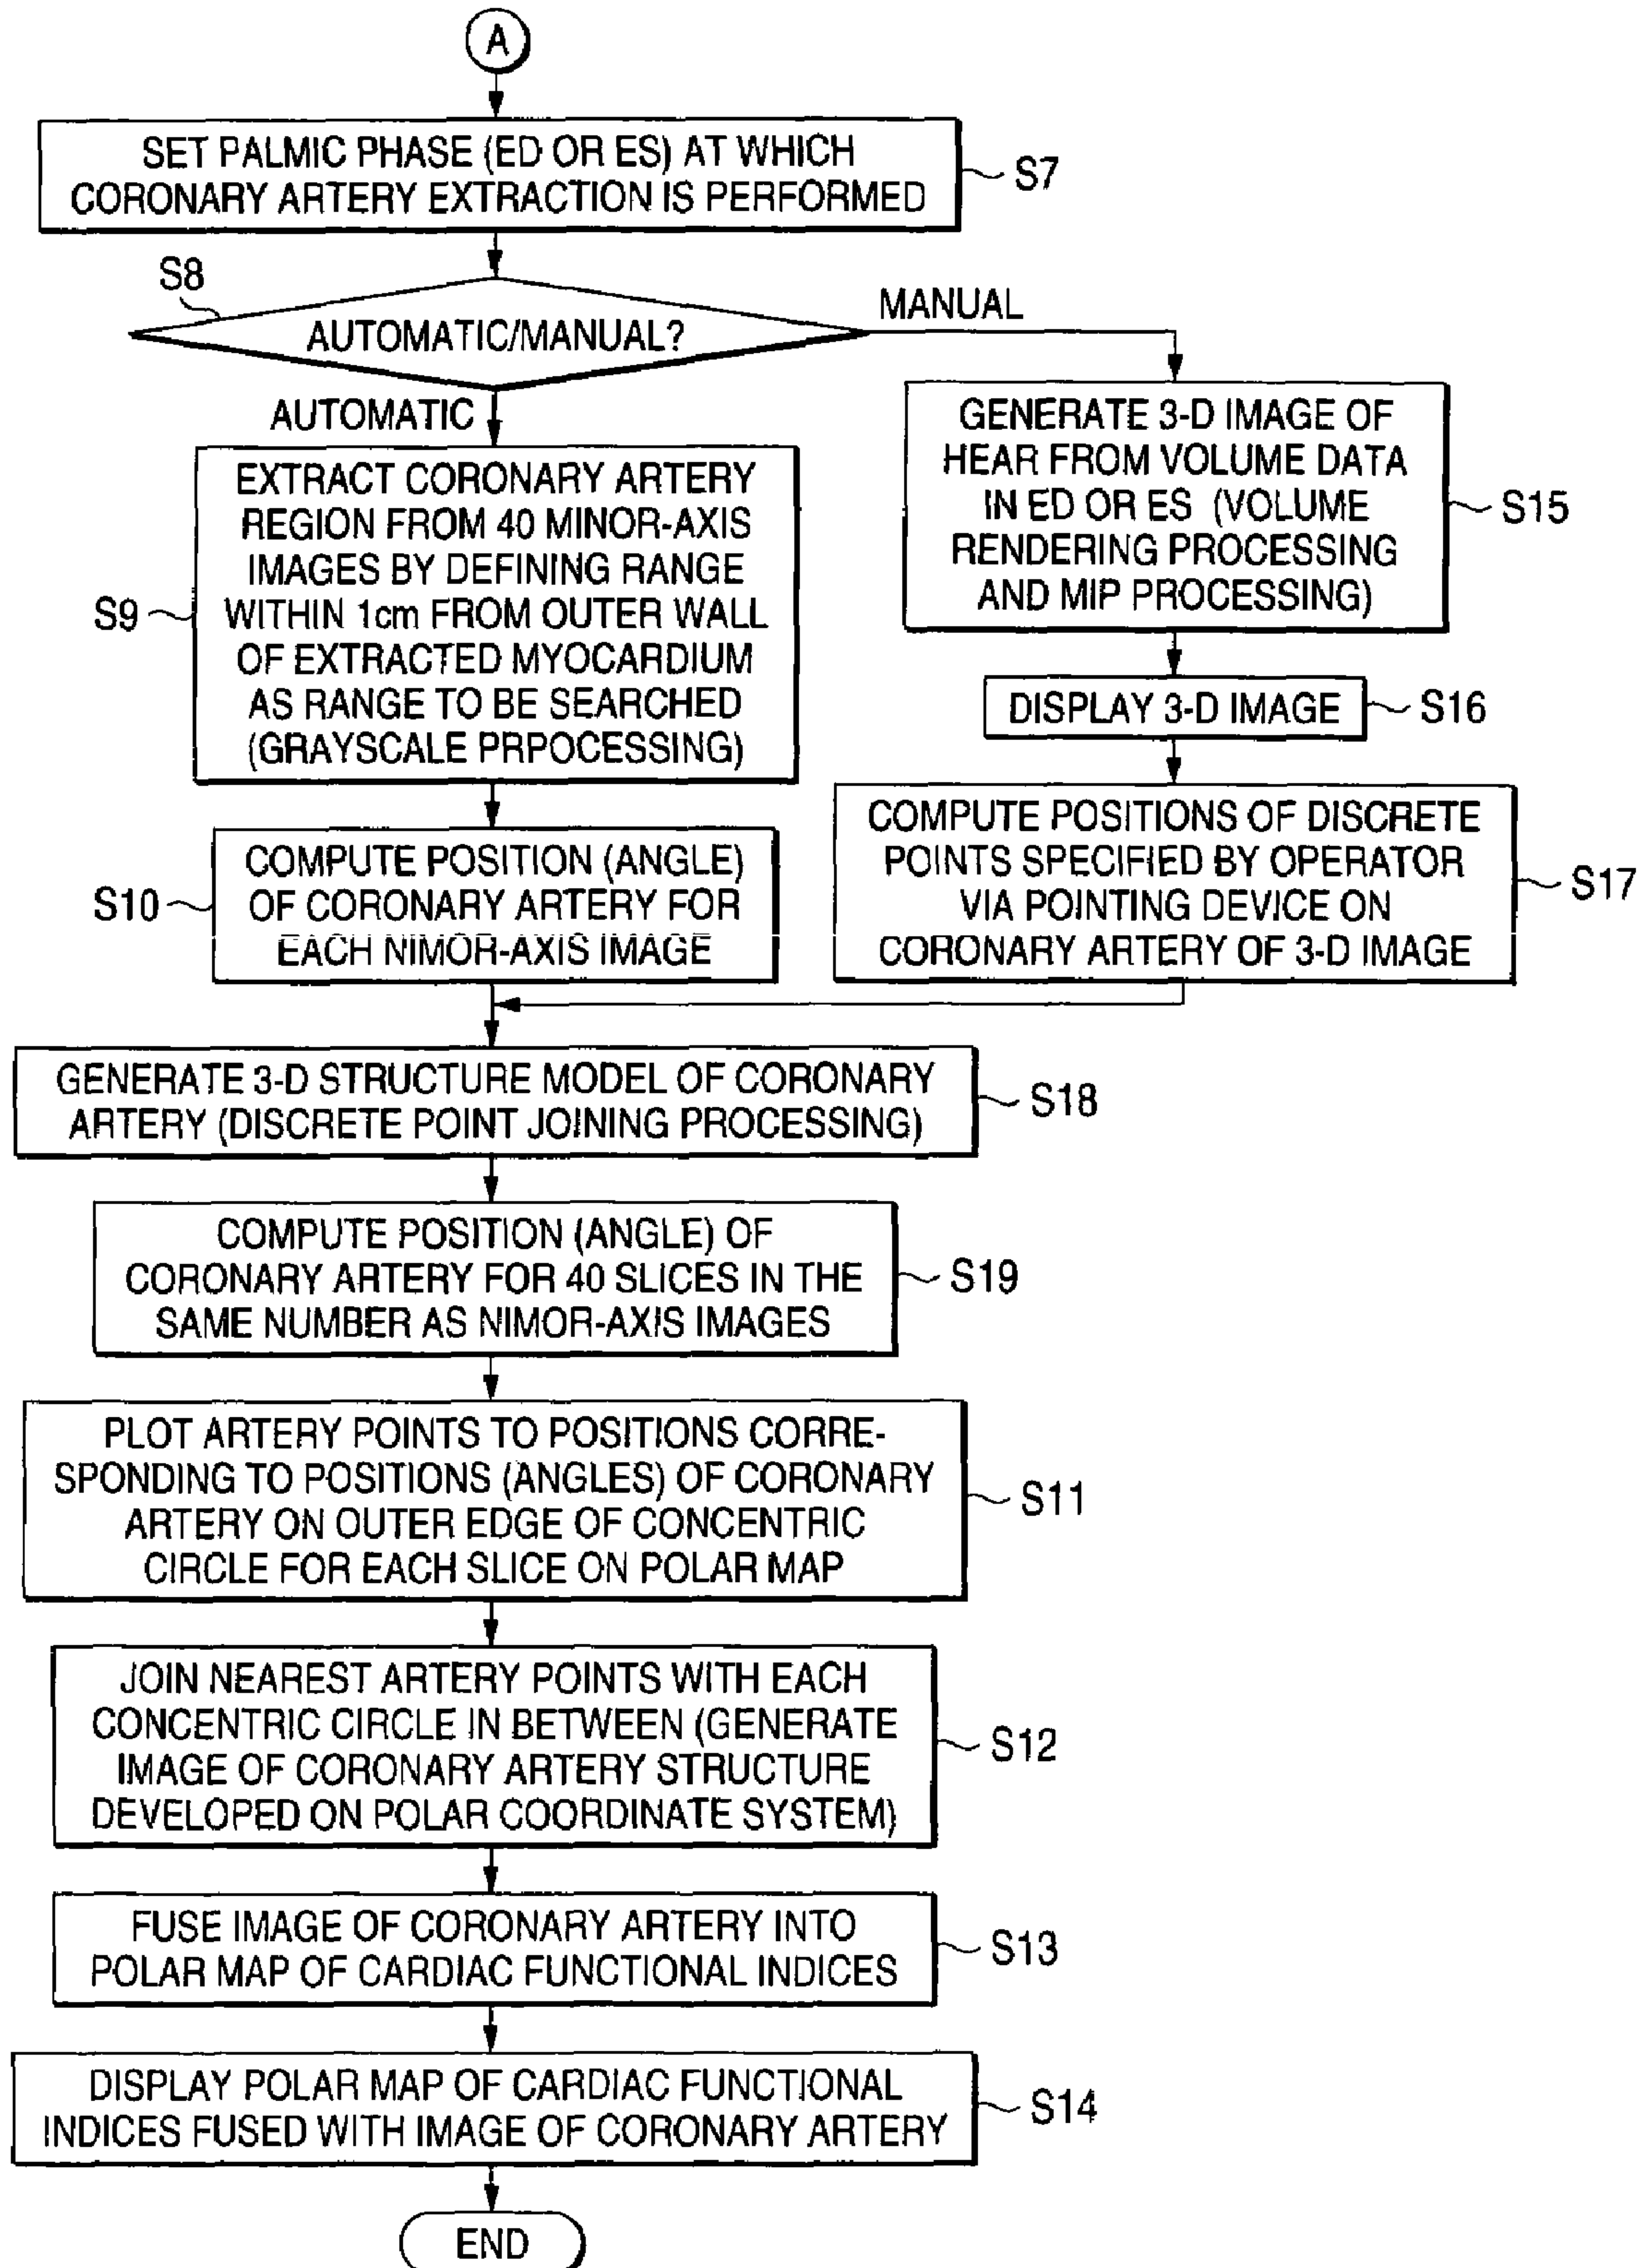 A
SET PALMIC PHASE (ED OR ES) AT WHICH
CORONARY ARTERY EXTRACTION IS PERFORMED
S7
S8
AUTOMATIC/MANUAL?
MANUAL
AUTOMATIC
EXTRACT CORONARY ARTERY
REGION FROM 40 MINOR-AXIS
IMAGES BY DEFINING RANGE
WITHIN 1cm FROM OUTER WALL
OF EXTRACTED MYOCARDIUM
AS RANGE TO BE SEARCHED
(GRAYSCALE PRPOCESSING)
S9
GENERATE 3-D IMAGE OF
HEAR FROM VOLUME DATA
IN ED OR ES (VOLUME
RENDERING PROCESSING
AND MIP PROCESSING)
S15
DISPLAY 3-D IMAGE
S16
COMPUTE POSITION (ANGLE)
OF CORONARY ARTERY FOR
EACH NIMOR-AXIS IMAGE
S10
COMPUTE POSITIONS OF DISCRETE
POINTS SPECIFIED BY OPERATOR
VIA POINTING DEVICE ON
CORONARY ARTERY OF 3-D IMAGE
S17
GENERATE 3-D STRUCTURE MODEL OF CORONARY
ARTERY (DISCRETE POINT JOINING PROCESSING)
S18
COMPUTE POSITION (ANGLE) OF
CORONARY ARTERY FOR 40 SLICES IN THE
SAME NUMBER AS NIMOR-AXIS IMAGES
S19
PLOT ARTERY POINTS TO POSITIONS CORRE-
SPONDING TO POSITIONS (ANGLES) OF CORONARY
ARTERY ON OUTER EDGE OF CONCENTRIC
CIRCLE FOR EACH SLICE ON POLAR MAP
S11
JOIN NEAREST ARTERY POINTS WITH EACH
CONCENTRIC CIRCLE IN BETWEEN (GENERATE
IMAGE OF CORONARY ARTERY STRUCTURE
DEVELOPED ON POLAR COORDINATE SYSTEM)
S12
FUSE IMAGE OF CORONARY ARTERY INTO
POLAR MAP OF CARDIAC FUNCTIONAL INDICES
S13
DISPLAY POLAR MAP OF CARDIAC FUNCTIONAL
INDICES FUSED WITH IMAGE OF CORONARY ARTERY
S14
END